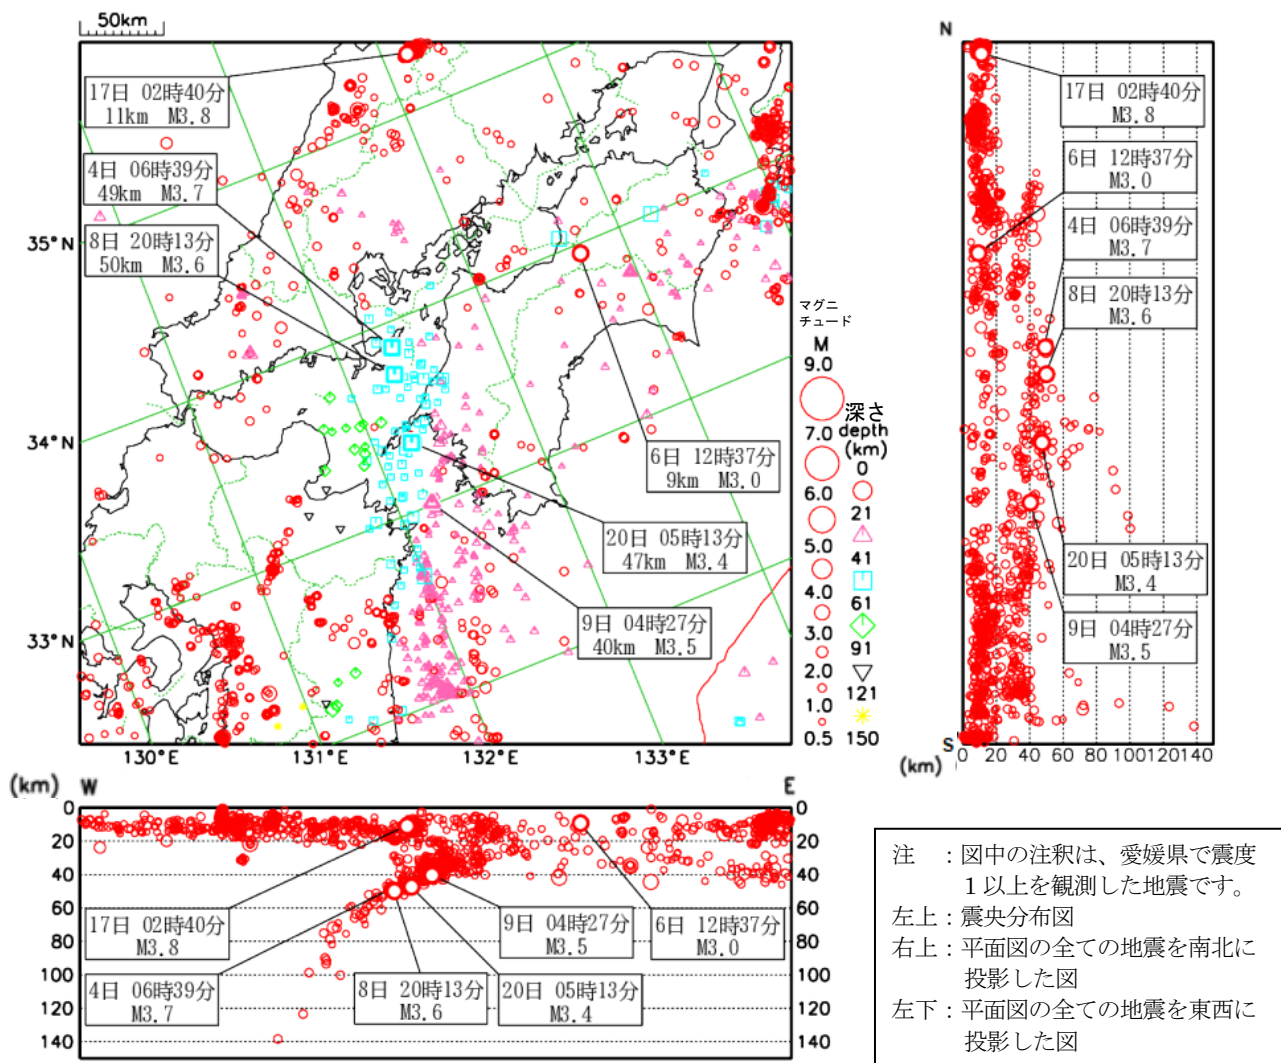 50km
17日 02時40分
11km M3.8
4日 06時39分
49km M3.7
8日 20時13分
50km M3.6
35°N
34°N
33°N
6日 12時37分
9km M3.0
20日 05時13分
47km M3.4
9日 04時27分
40km M3.5
130°E
131°E
132°E
133°E
マグニ
チュード
M
9.0
7.0
6.0
5.0
4.0
3.0
2.0
1.0
0.5
深さ
depth
(km)
0
21
41
61
91
121
150
N
17日 02時40分
M3.8
6日 12時37分
M3.0
4日 06時39分
M3.7
8日 20時13分
M3.6
20日 05時13分
M3.4
9日 04時27分
M3.5
S
(km)
0 20 40 60 80 100 120 140
(km)
W
E
0
20
40
60
80
100
120
140
17日 02時40分
M3.8
9日 04時27分
M3.5
6日 12時37分
M3.0
4日 06時39分
M3.7
8日 20時13分
M3.6
20日 05時13分
M3.4
0
20
40
60
80
100
120
140
注 :図中の注釈は、愛媛県で震度
1以上を観測した地震です。
左上:震央分布図
右上:平面図の全ての地震を南北に
投影した図
左下:平面図の全ての地震を東西に
投影した図